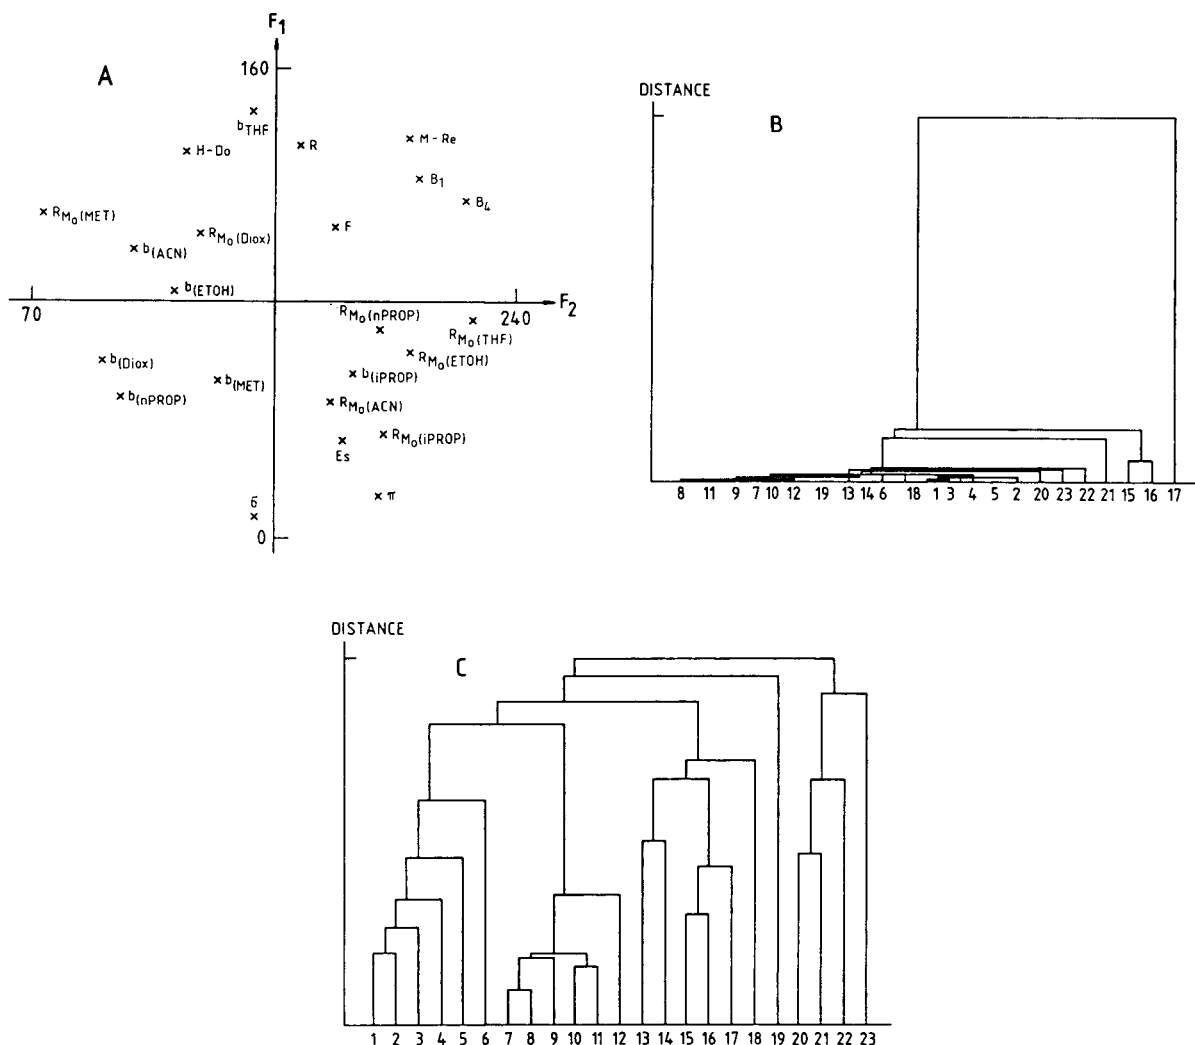 F1
160
A
bTHF
H-Do
R
M-Re
B1
B4
RMo(MET)
F
RMo(Diox)
b(ACN)
b(ETOH)
70
240
F2
RMo(nPROP)
RMo(THF)
RMo(ETOH)
b(Diox)
b(MET)
b(iPROP)
b(nPROP)
RMo(ACN)
RMo(iPROP)
Es
π
б
0
DISTANCE
B
8 11 9 7 10 12 19 13 14 6 18 1 3 4 5 2 20 23 22 21 15 16 17
DISTANCE
C
1 2 3 4 5 6 7 8 9 10 11 12 13 14 15 16 17 18 19 20 21 22 23